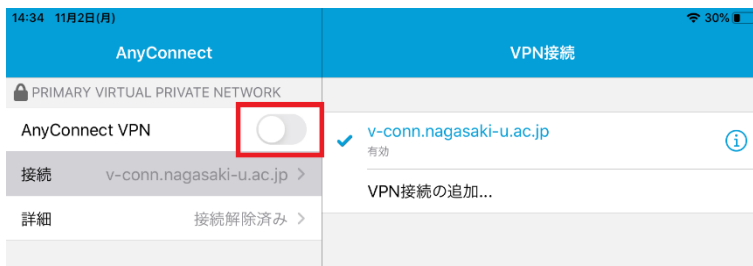 14:34 11月2日(月)
30%
AnyConnect
VPN接続
PRIMARY VIRTUAL PRIVATE NETWORK
AnyConnect VPN
接続 v-conn.nagasaki-u.ac.jp
詳細 接続解除済み
v-conn.nagasaki-u.ac.jp
有効
VPN接続の追加...